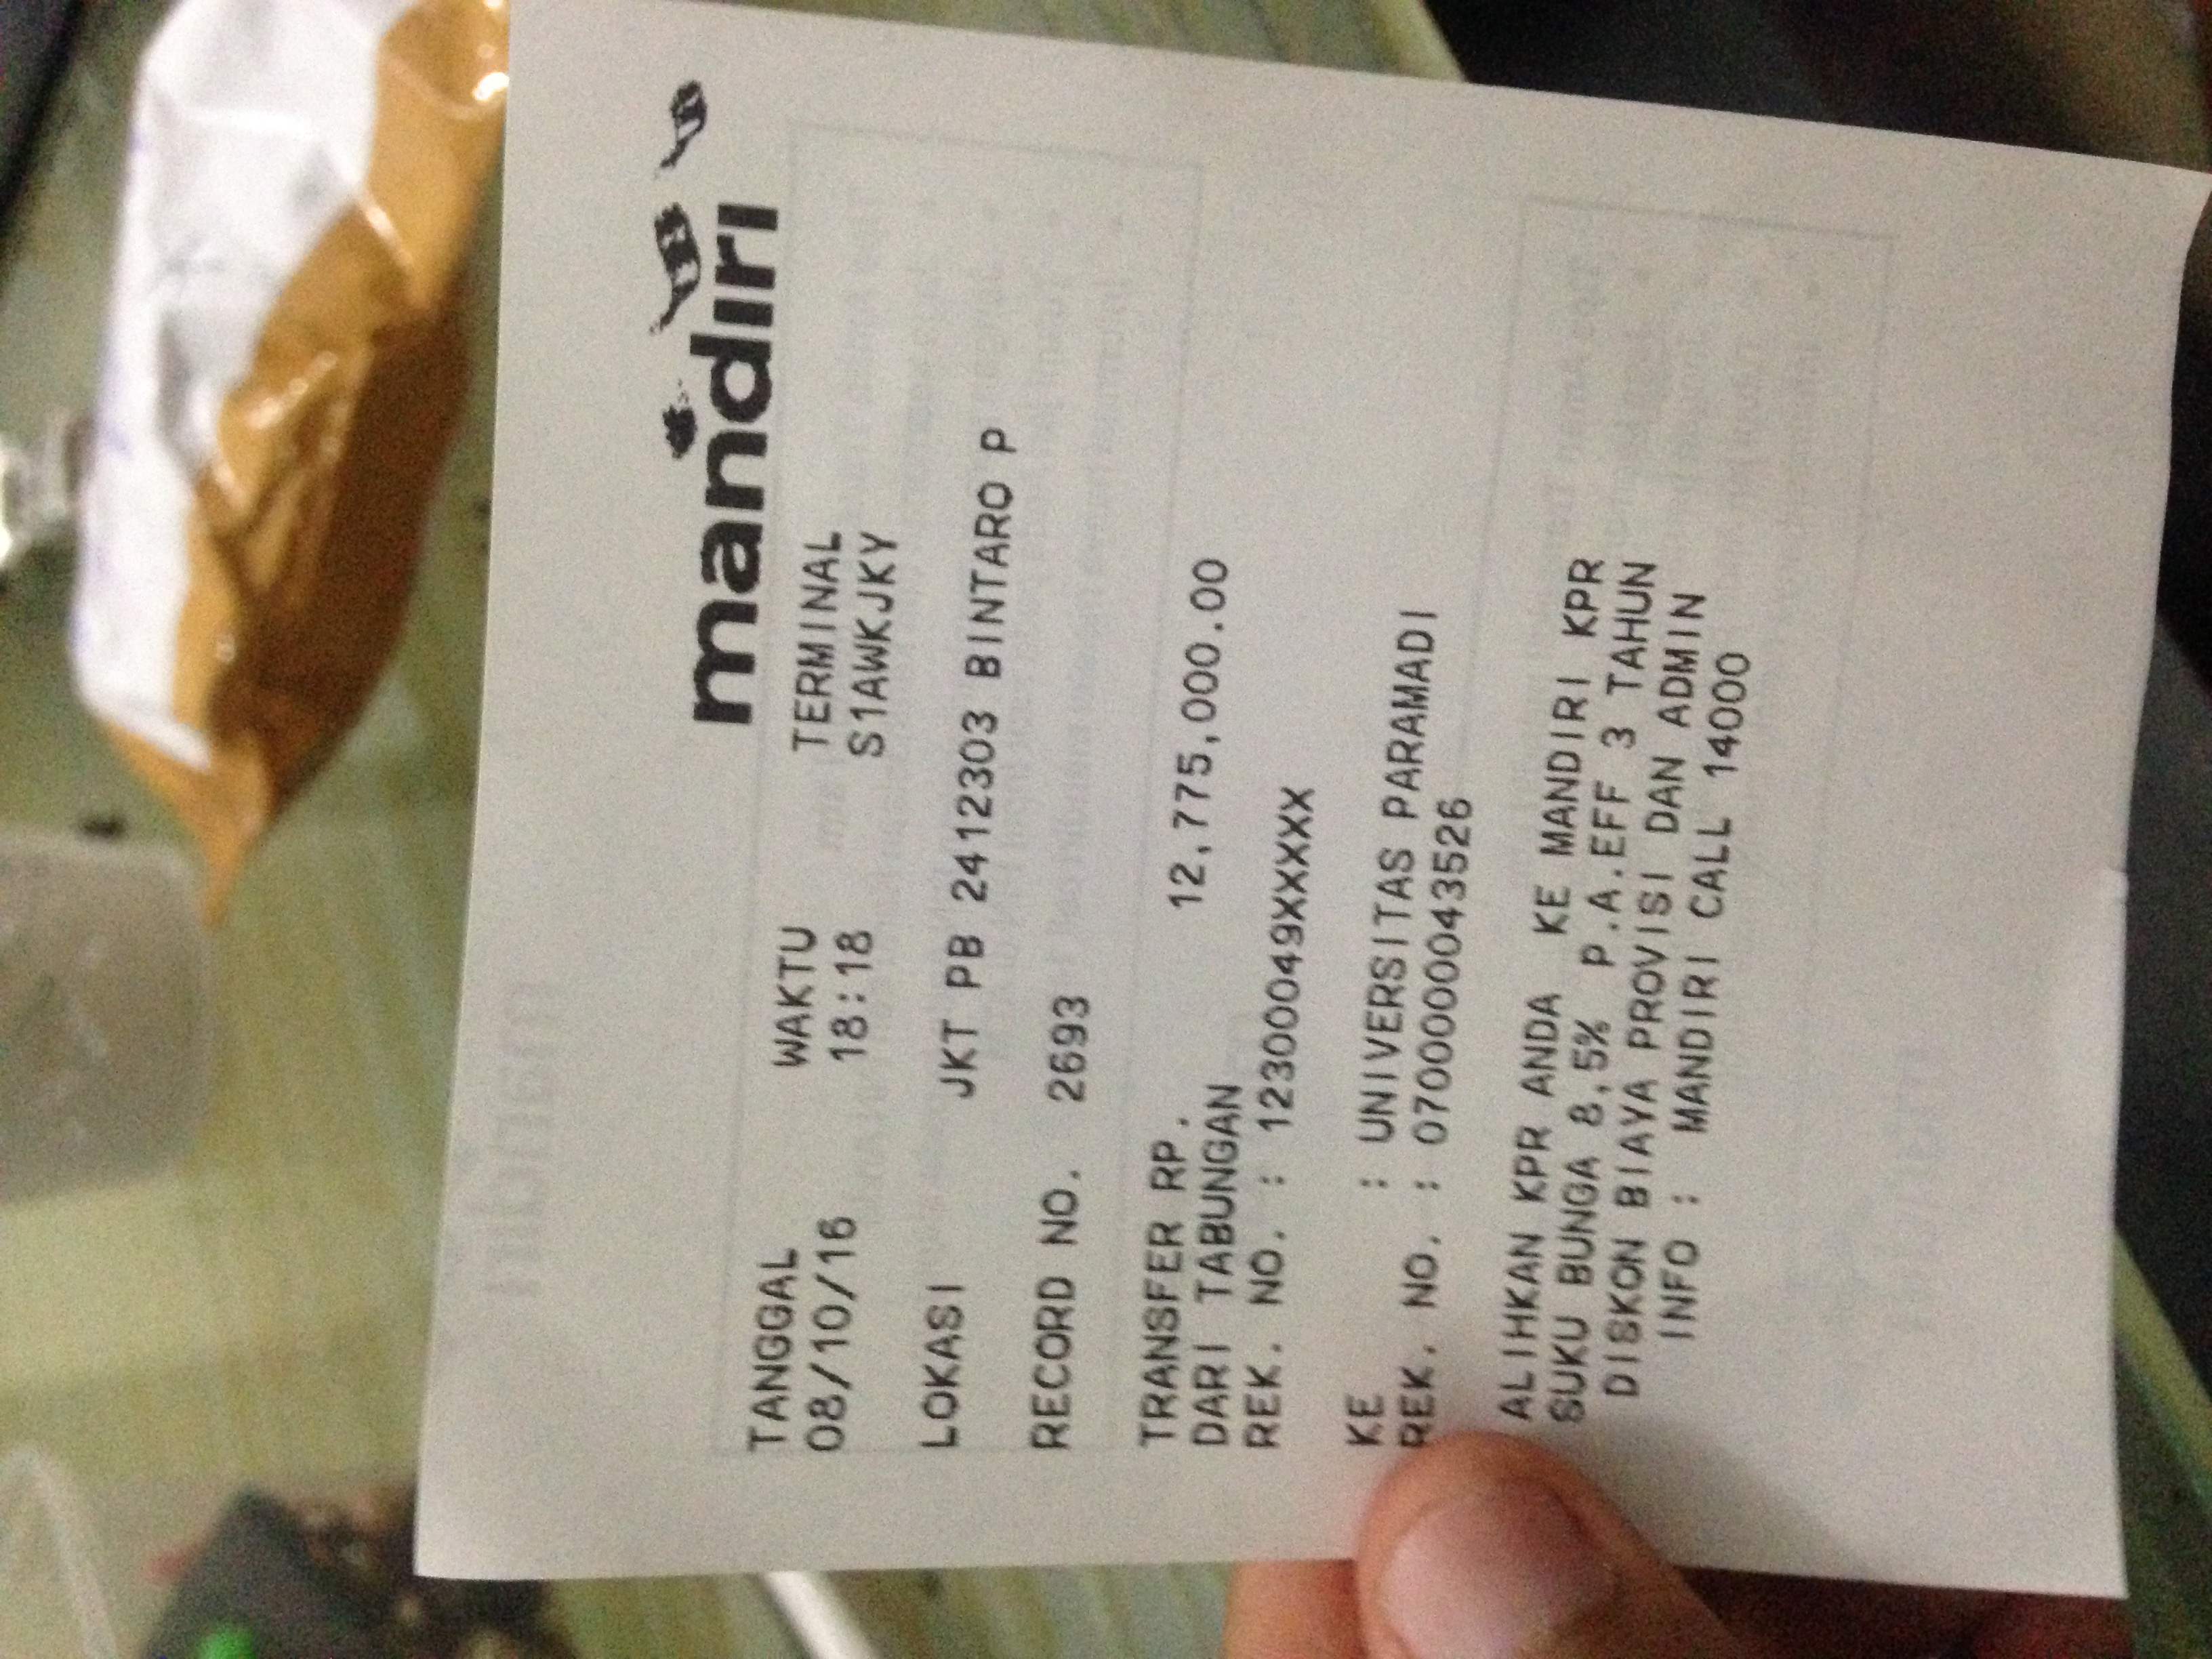 mandiri
TANGGAL WAKTU TERMINAL
08/10/16 18:18 S1AWKJKY
LOKASI JKT PB 2412303 BINTARO P
RECORD NO. 2693
TRANSFER RP. 12,775,000.00
DARI TABUNGAN
REK. NO. : 12300049XXXXX
KE : UNIVERSITAS PARAMADI
REK. NO. : 0700000043526
ALIHKAN KPR ANDA KE MANDIRI KPR
SUKU BUNGA 8,5% P.A.EFF 3 TAHUN
DISKON BIAYA PROVISI DAN ADMIN
INFO : MANDIRI CALL 14000